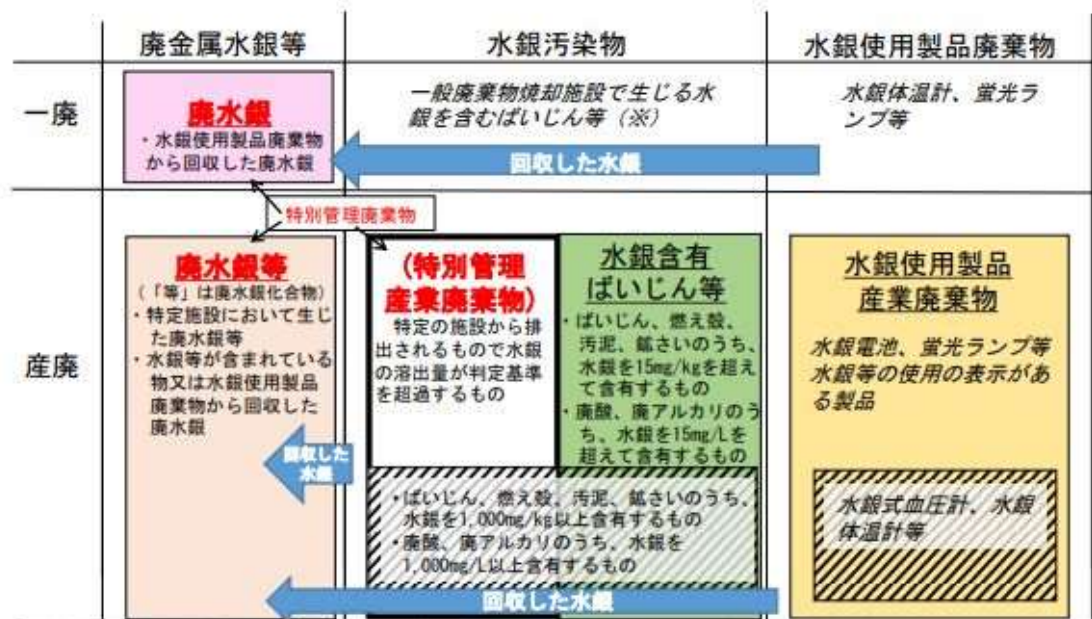 廃金属水銀等
水銀汚染物
水銀使用製品廃棄物
一廃
廃水銀
・水銀使用製品廃棄物
から回収した廃水銀
一般廃棄物焼却施設で生じる水
銀を含むばいじん等（※）
水銀体温計、蛍光ラ
ンプ等
回収した水銀
特別管理廃棄物
産廃
廃水銀等
（「等」は廃水銀化合物）
・特定施設において生じ
た廃水銀等
・水銀等が含まれている
物又は水銀使用製品
廃棄物から回収した
廃水銀
回収した
水銀
（特別管理
産業廃棄物）
特定の施設から排
出されるもので水銀
の溶出量が判定基準
を超過するもの
水銀含有
ばいじん等
・ばいじん、燃え殻、
汚泥、鉱さいのうち、
水銀を15mg/kgを超え
て含有するもの
・廃酸、廃アルカリのう
ち、水銀を15mg/Lを
超えて含有するもの
・ばいじん、燃え殻、汚泥、鉱さいのうち、
水銀を1,000mg/kg以上含有するもの
・廃酸、廃アルカリのうち、水銀を
1,000mg/L以上含有するもの
水銀使用製品
産業廃棄物
水銀電池、蛍光ランプ等
水銀等の使用の表示があ
る製品
水銀式血圧計、水銀
体温計等
回収した水銀